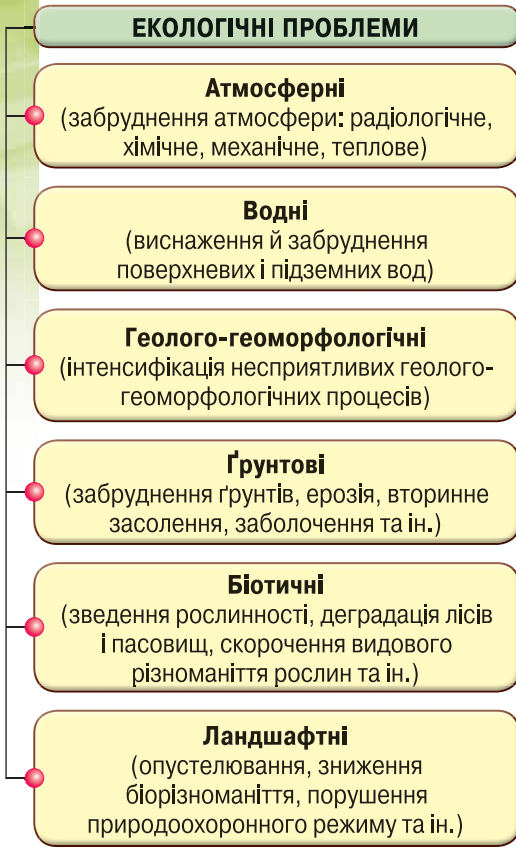 ЕКОЛОГІЧНІ ПРОБЛЕМИ
Атмосферні
(забруднення атмосфери: радіологічне,
хімічне, механічне, теплове)
Водні
(виснаження й забруднення
поверхневих і підземних вод)
Геолого-геоморфологічні
(інтенсифікація несприятливих геолого-
геоморфологічних процесів)
Ґрунтові
(забруднення ґрунтів, ерозія, вторинне
засолення, заболочення та ін.)
Біотичні
(зведення рослинності, деградація лісів
і пасовищ, скорочення видового
різноманіття рослин та ін.)
Ландшафтні
(опустелювання, зниження
біорізноманіття, порушення
природоохоронного режиму та ін.)